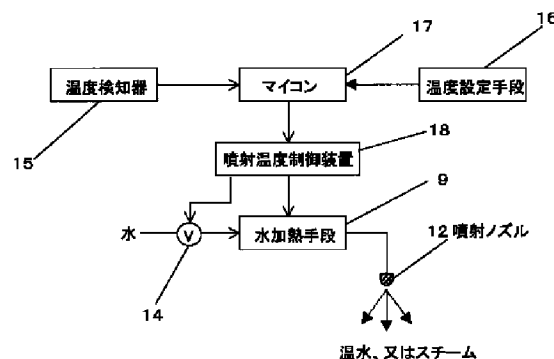 17
16
温度検知器
マイコン
温度設定手段
15
18
噴射温度制御装置
9
水
V
水加熱手段
12 噴射ノズル
14
温水、又はスチーム